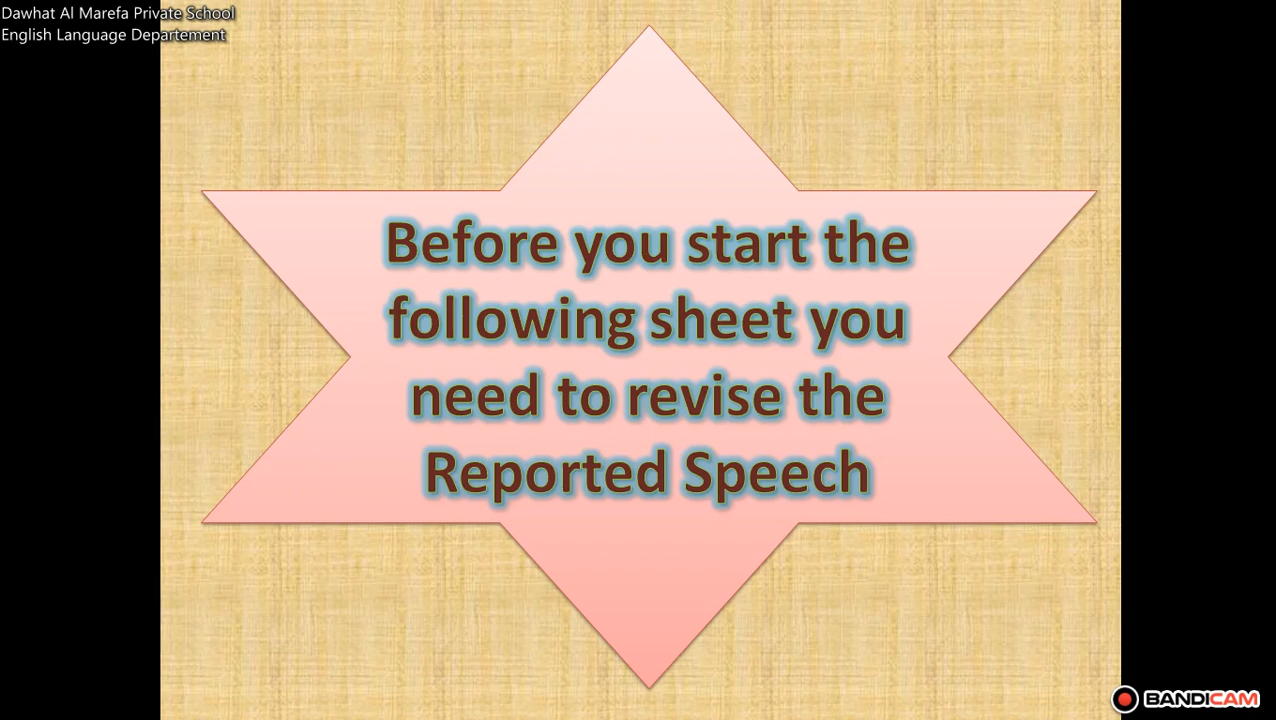 Dawhat Al Marefa Private School
English Language Departement
Before you start the
following sheet you
need to revise the
Reported Speech
BANDICAM